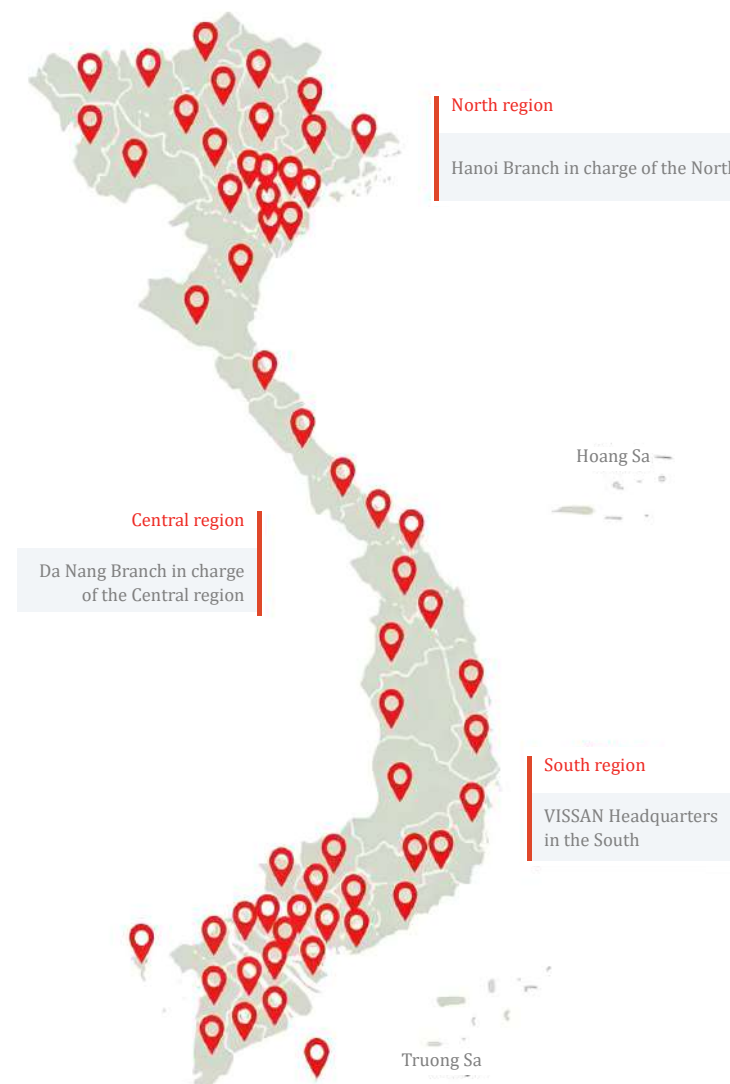 North region
Hanoi Branch in charge of the North
Hoang Sa
Central region
Da Nang Branch in charge
of the Central region
South region
VISSAN Headquarters
in the South
Truong Sa